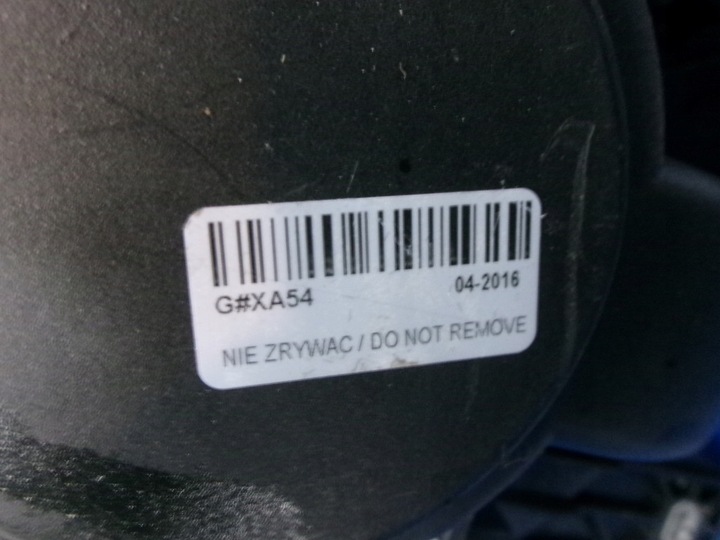 G#XA54 04-2016
NIE ZRYWAC / DO NOT REMOVE